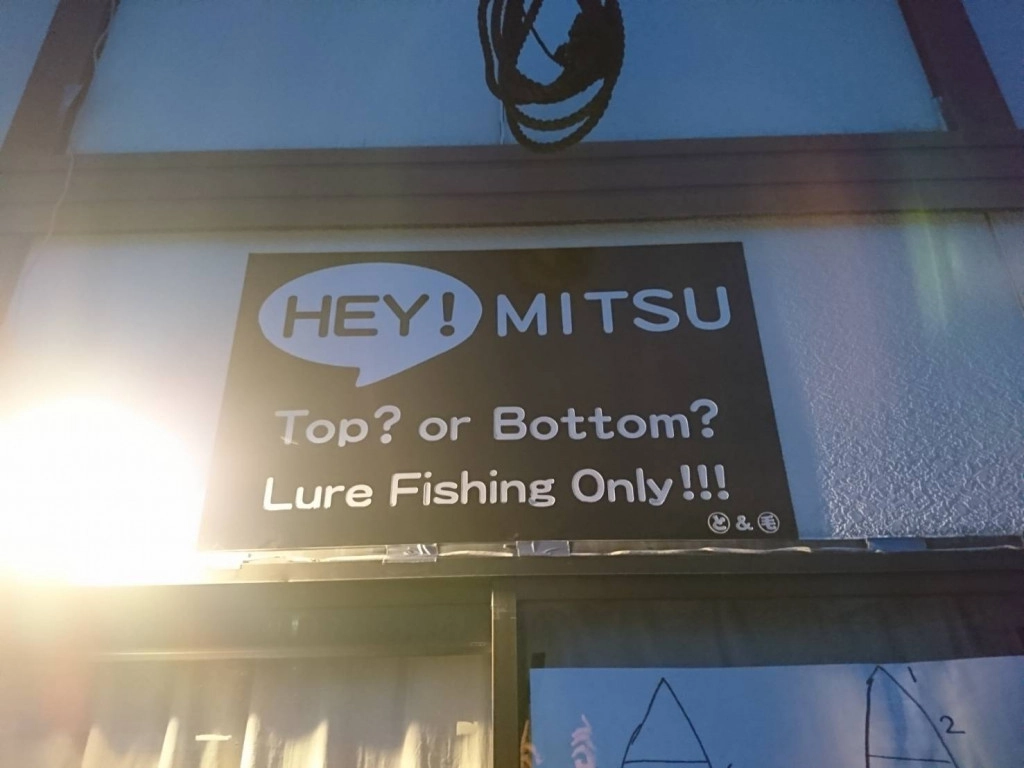 HEY! MITSU
Top? or Bottom?
Lure Fishing Only!!!
と & 毛
1
2